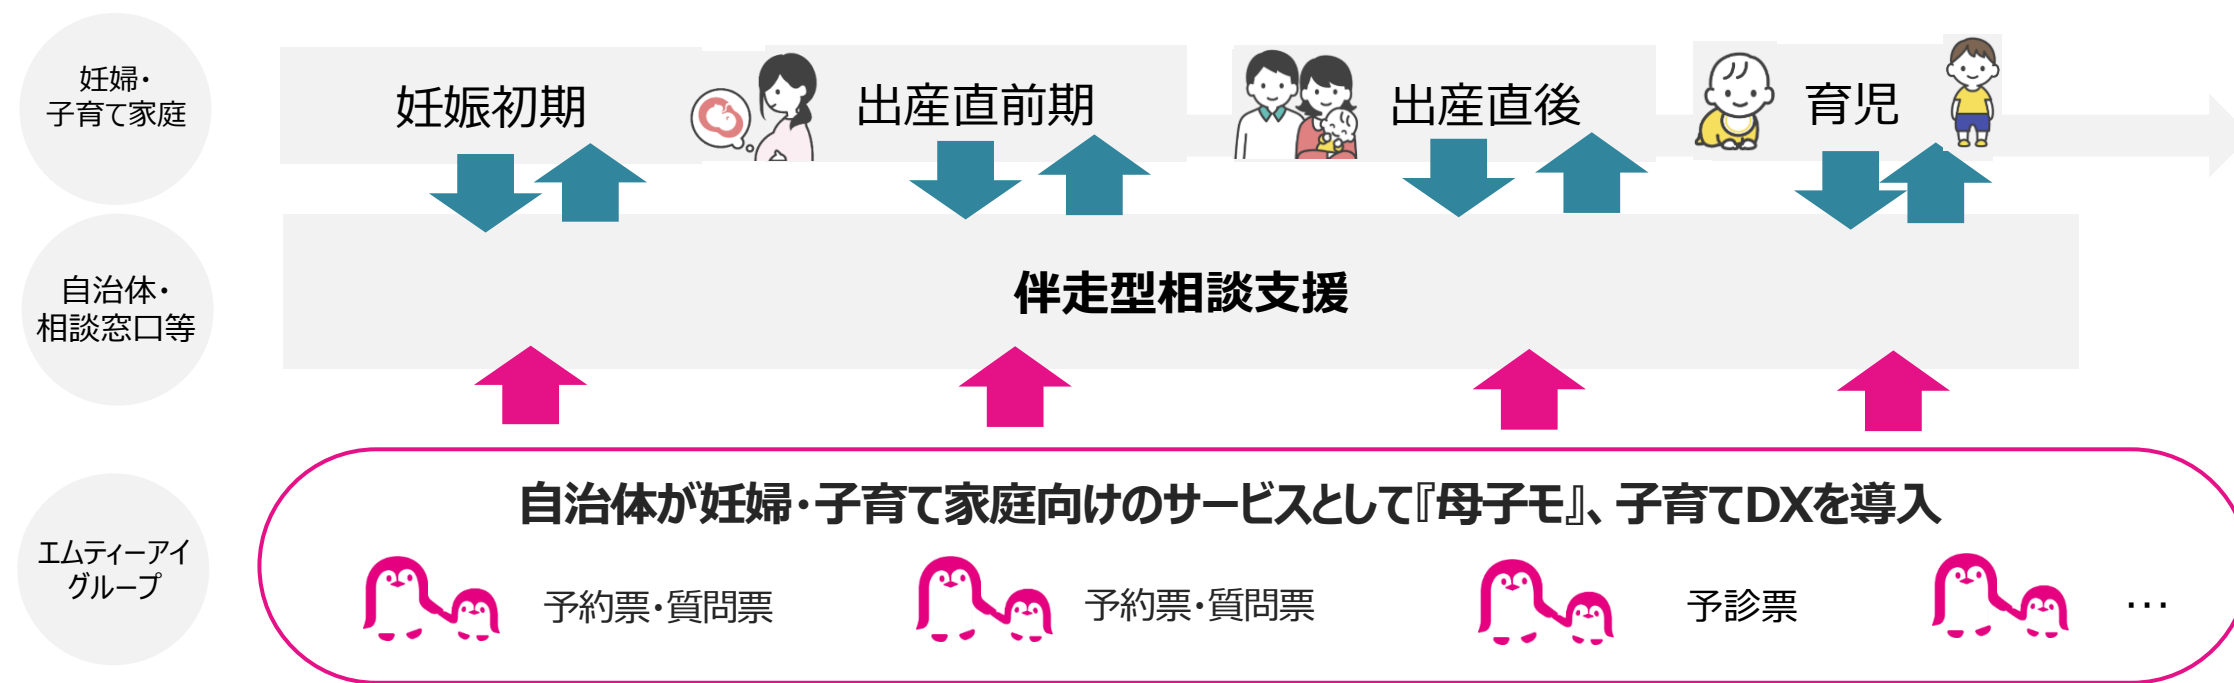 妊婦・
子育て家庭
妊娠初期
出産直前期
出産直後
育児
自治体・
相談窓口等
伴走型相談支援
エムティーアイ
グループ
自治体が妊婦・子育て家庭向けのサービスとして『母子モ』、子育てDXを導入
予約票・質問票
予約票・質問票
予診票
…